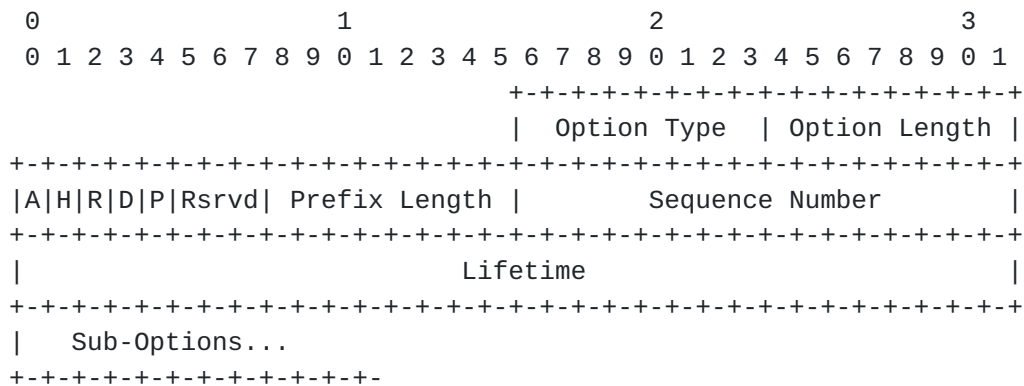 0                   1                   2                   3
 0 1 2 3 4 5 6 7 8 9 0 1 2 3 4 5 6 7 8 9 0 1 2 3 4 5 6 7 8 9 0 1
                                +-+-+-+-+-+-+-+-+-+-+-+-+-+-+-+-+
                                |  Option Type  | Option Length |
+-+-+-+-+-+-+-+-+-+-+-+-+-+-+-+-+-+-+-+-+-+-+-+-+-+-+-+-+-+-+-+-+
|A|H|R|D|P|Rsrvd| Prefix Length |        Sequence Number        |
+-+-+-+-+-+-+-+-+-+-+-+-+-+-+-+-+-+-+-+-+-+-+-+-+-+-+-+-+-+-+-+-+
|                            Lifetime                           |
+-+-+-+-+-+-+-+-+-+-+-+-+-+-+-+-+-+-+-+-+-+-+-+-+-+-+-+-+-+-+-+-+
|   Sub-Options...
+-+-+-+-+-+-+-+-+-+-+-+-